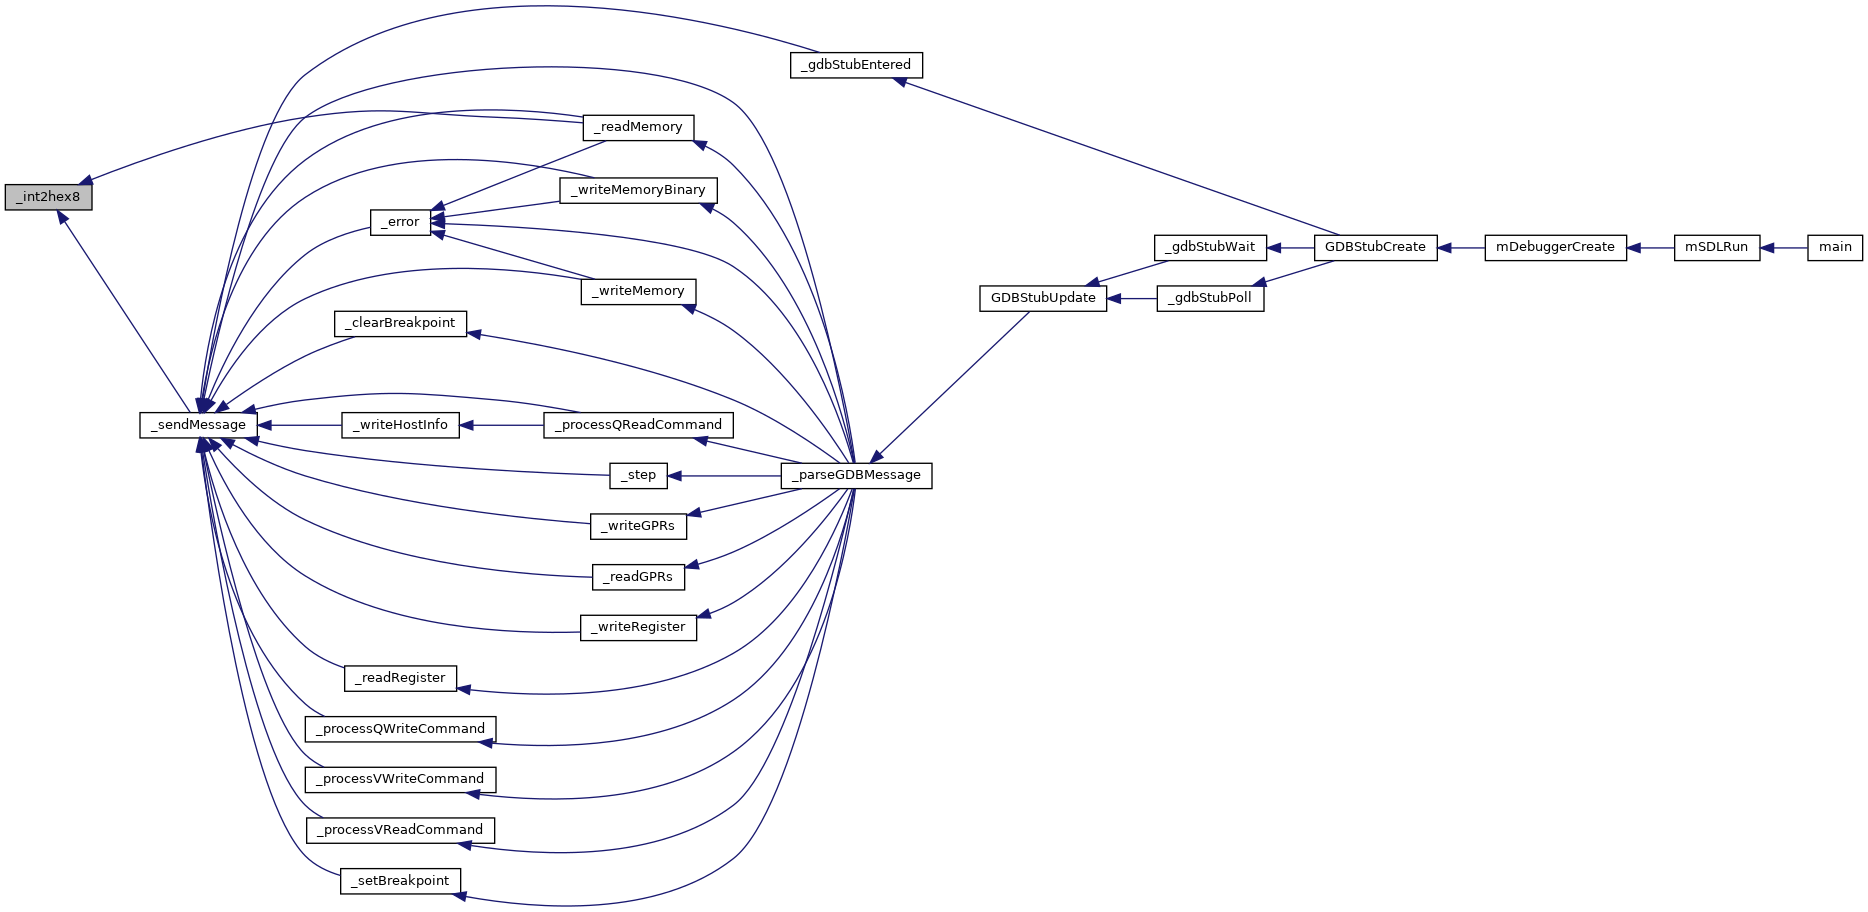 _gdbStubEntered
_readMemory
_int2hex8
_writeMemoryBinary
_error
_gdbStubWait
GDBStubCreate
mDebuggerCreate
mSDLRun
main
_writeMemory
GDBStubUpdate
_gdbStubPoll
_clearBreakpoint
_sendMessage
_writeHostInfo
_processQReadCommand
_step
_parseGDBMessage
_writeGPRs
_readGPRs
_writeRegister
_readRegister
_processQWriteCommand
_processVWriteCommand
_processVReadCommand
_setBreakpoint